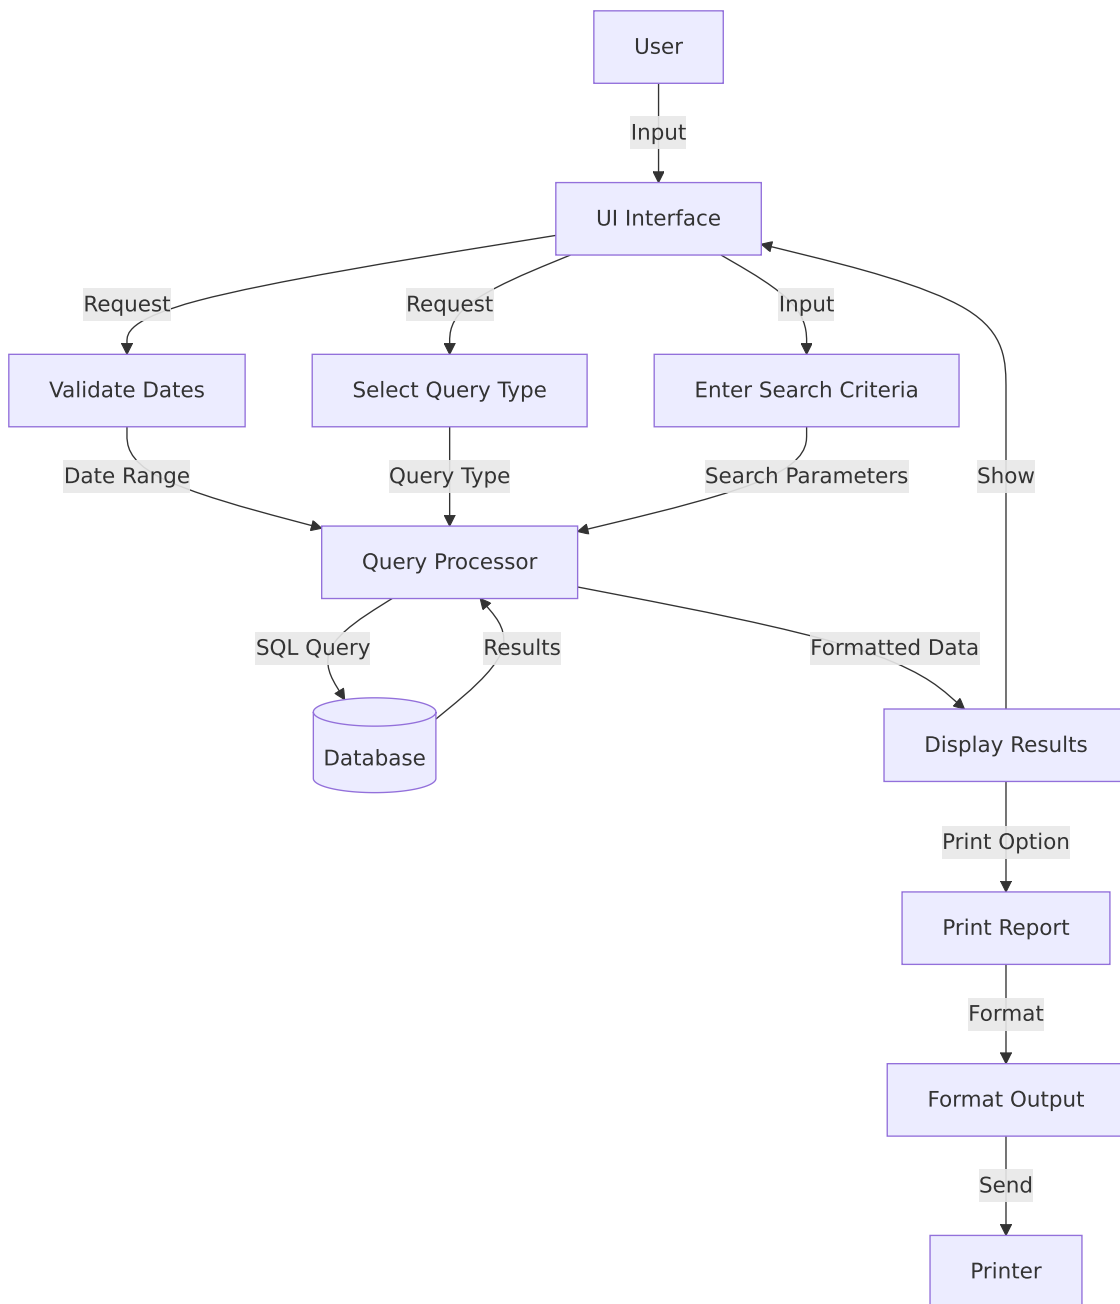 User
Input
UI Interface
Request
Request
Input
Validate Dates
Select Query Type
Enter Search Criteria
Date Range
Query Type
Search Parameters
Show
Query Processor
SQL Query
Results
Formatted Data
Database
Display Results
Print Option
Print Report
Format
Format Output
Send
Printer